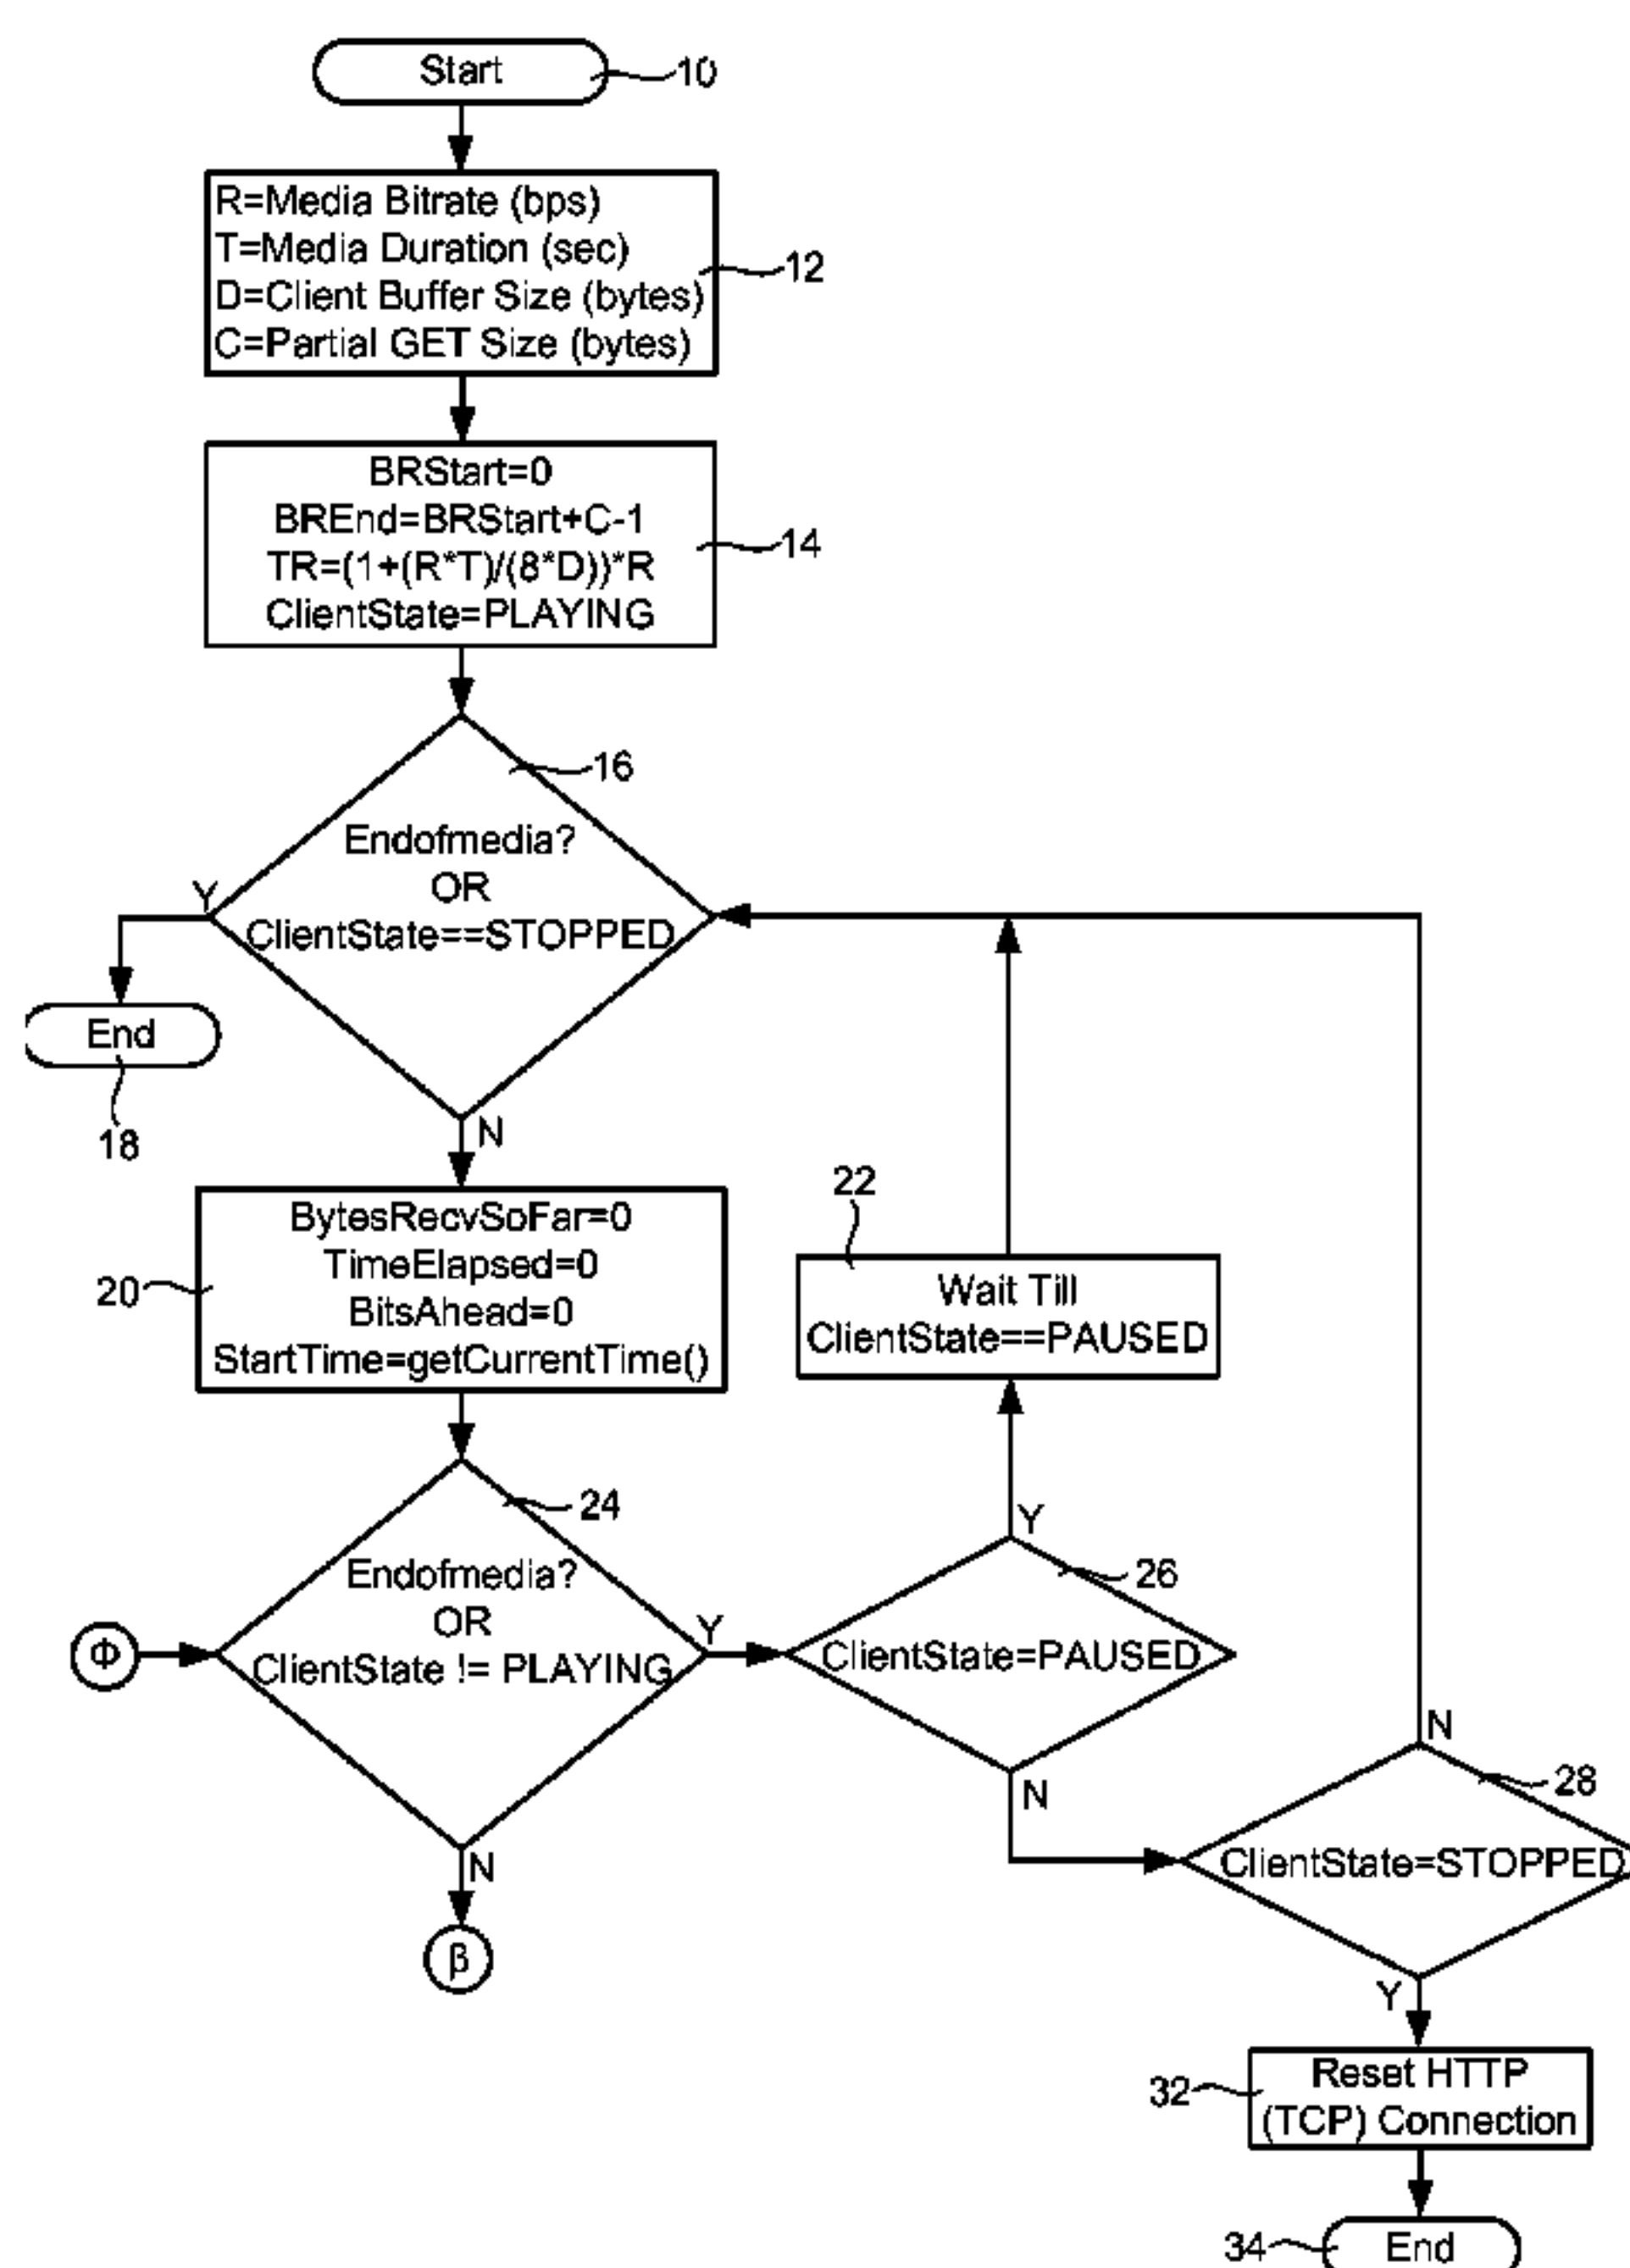 Start
10
R=Media Bitrate (bps)
T=Media Duration (sec)
D=Client Buffer Size (bytes)
C=Partial GET Size (bytes)
12
BRStart=0
BREnd=BRStart+C-1
TR=(1+(R*T)/(8*D))*R
ClientState=PLAYING
14
16
Endofmedia?
OR
ClientState==STOPPED
Y
End
18
N
BytesRecvSoFar=0
TimeElapsed=0
BitsAhead=0
StartTime=getCurrentTime()
20
22
Wait Till
ClientState==PAUSED
24
Endofmedia?
OR
ClientState != PLAYING
Φ
Y
N
β
Y
26
ClientState=PAUSED
N
N
28
ClientState=STOPPED
Y
Reset HTTP
(TCP) Connection
32
End
34